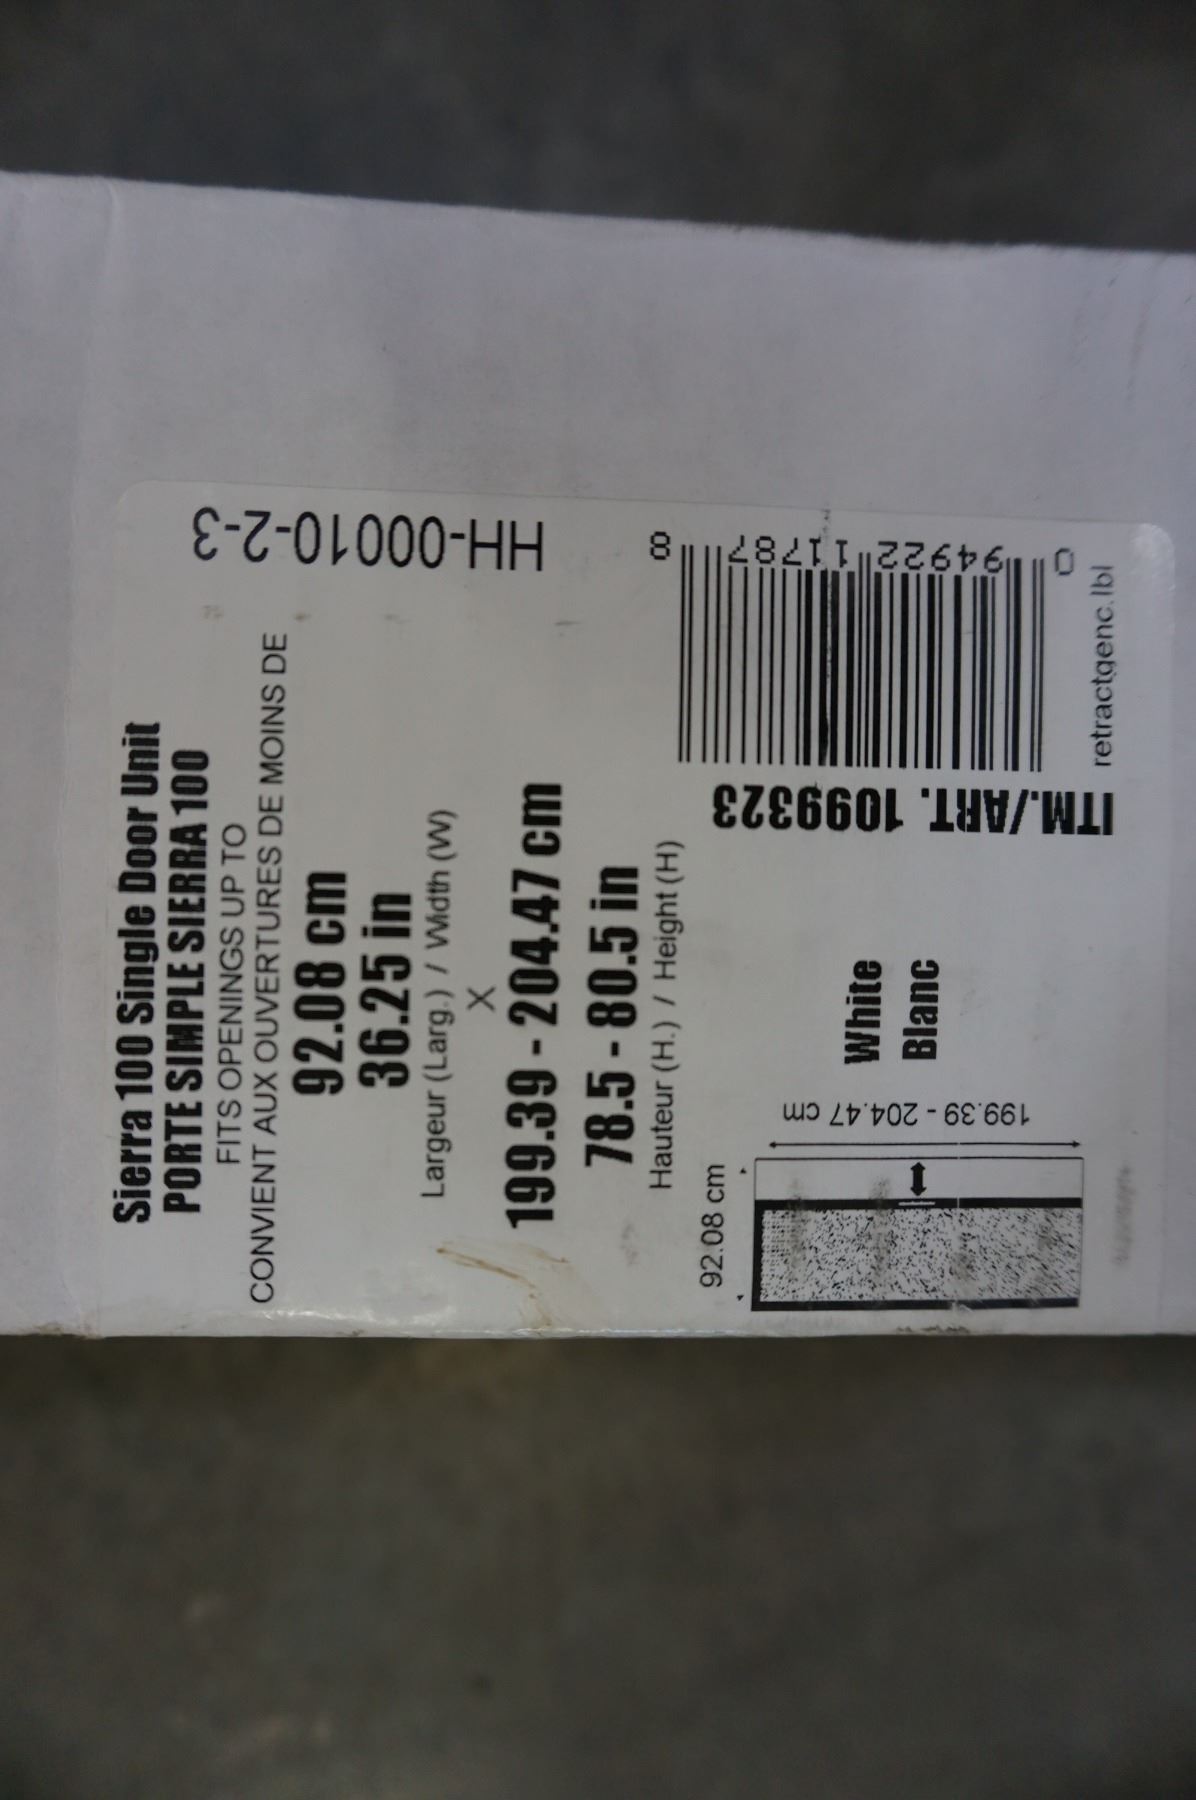 Sierra 100 Single Door Unit
PORTE SIMPLE SIERRA 100
FITS OPENINGS UP TO
CONVIENT AUX OUVERTURES DE MOINS DE
92.08 cm
36.25 in
Largeur (Larg.) / Width (W)
X
199.39 - 204.47 cm
78.5 - 80.5 in
Hauteur (H.) / Height (H)
92.08 cm
199.39 - 204.47 cm
White
Blanc
HH-00010-2-3
0 94922 11787 8
ITM./ART. 1099323
retractgenc.lbl